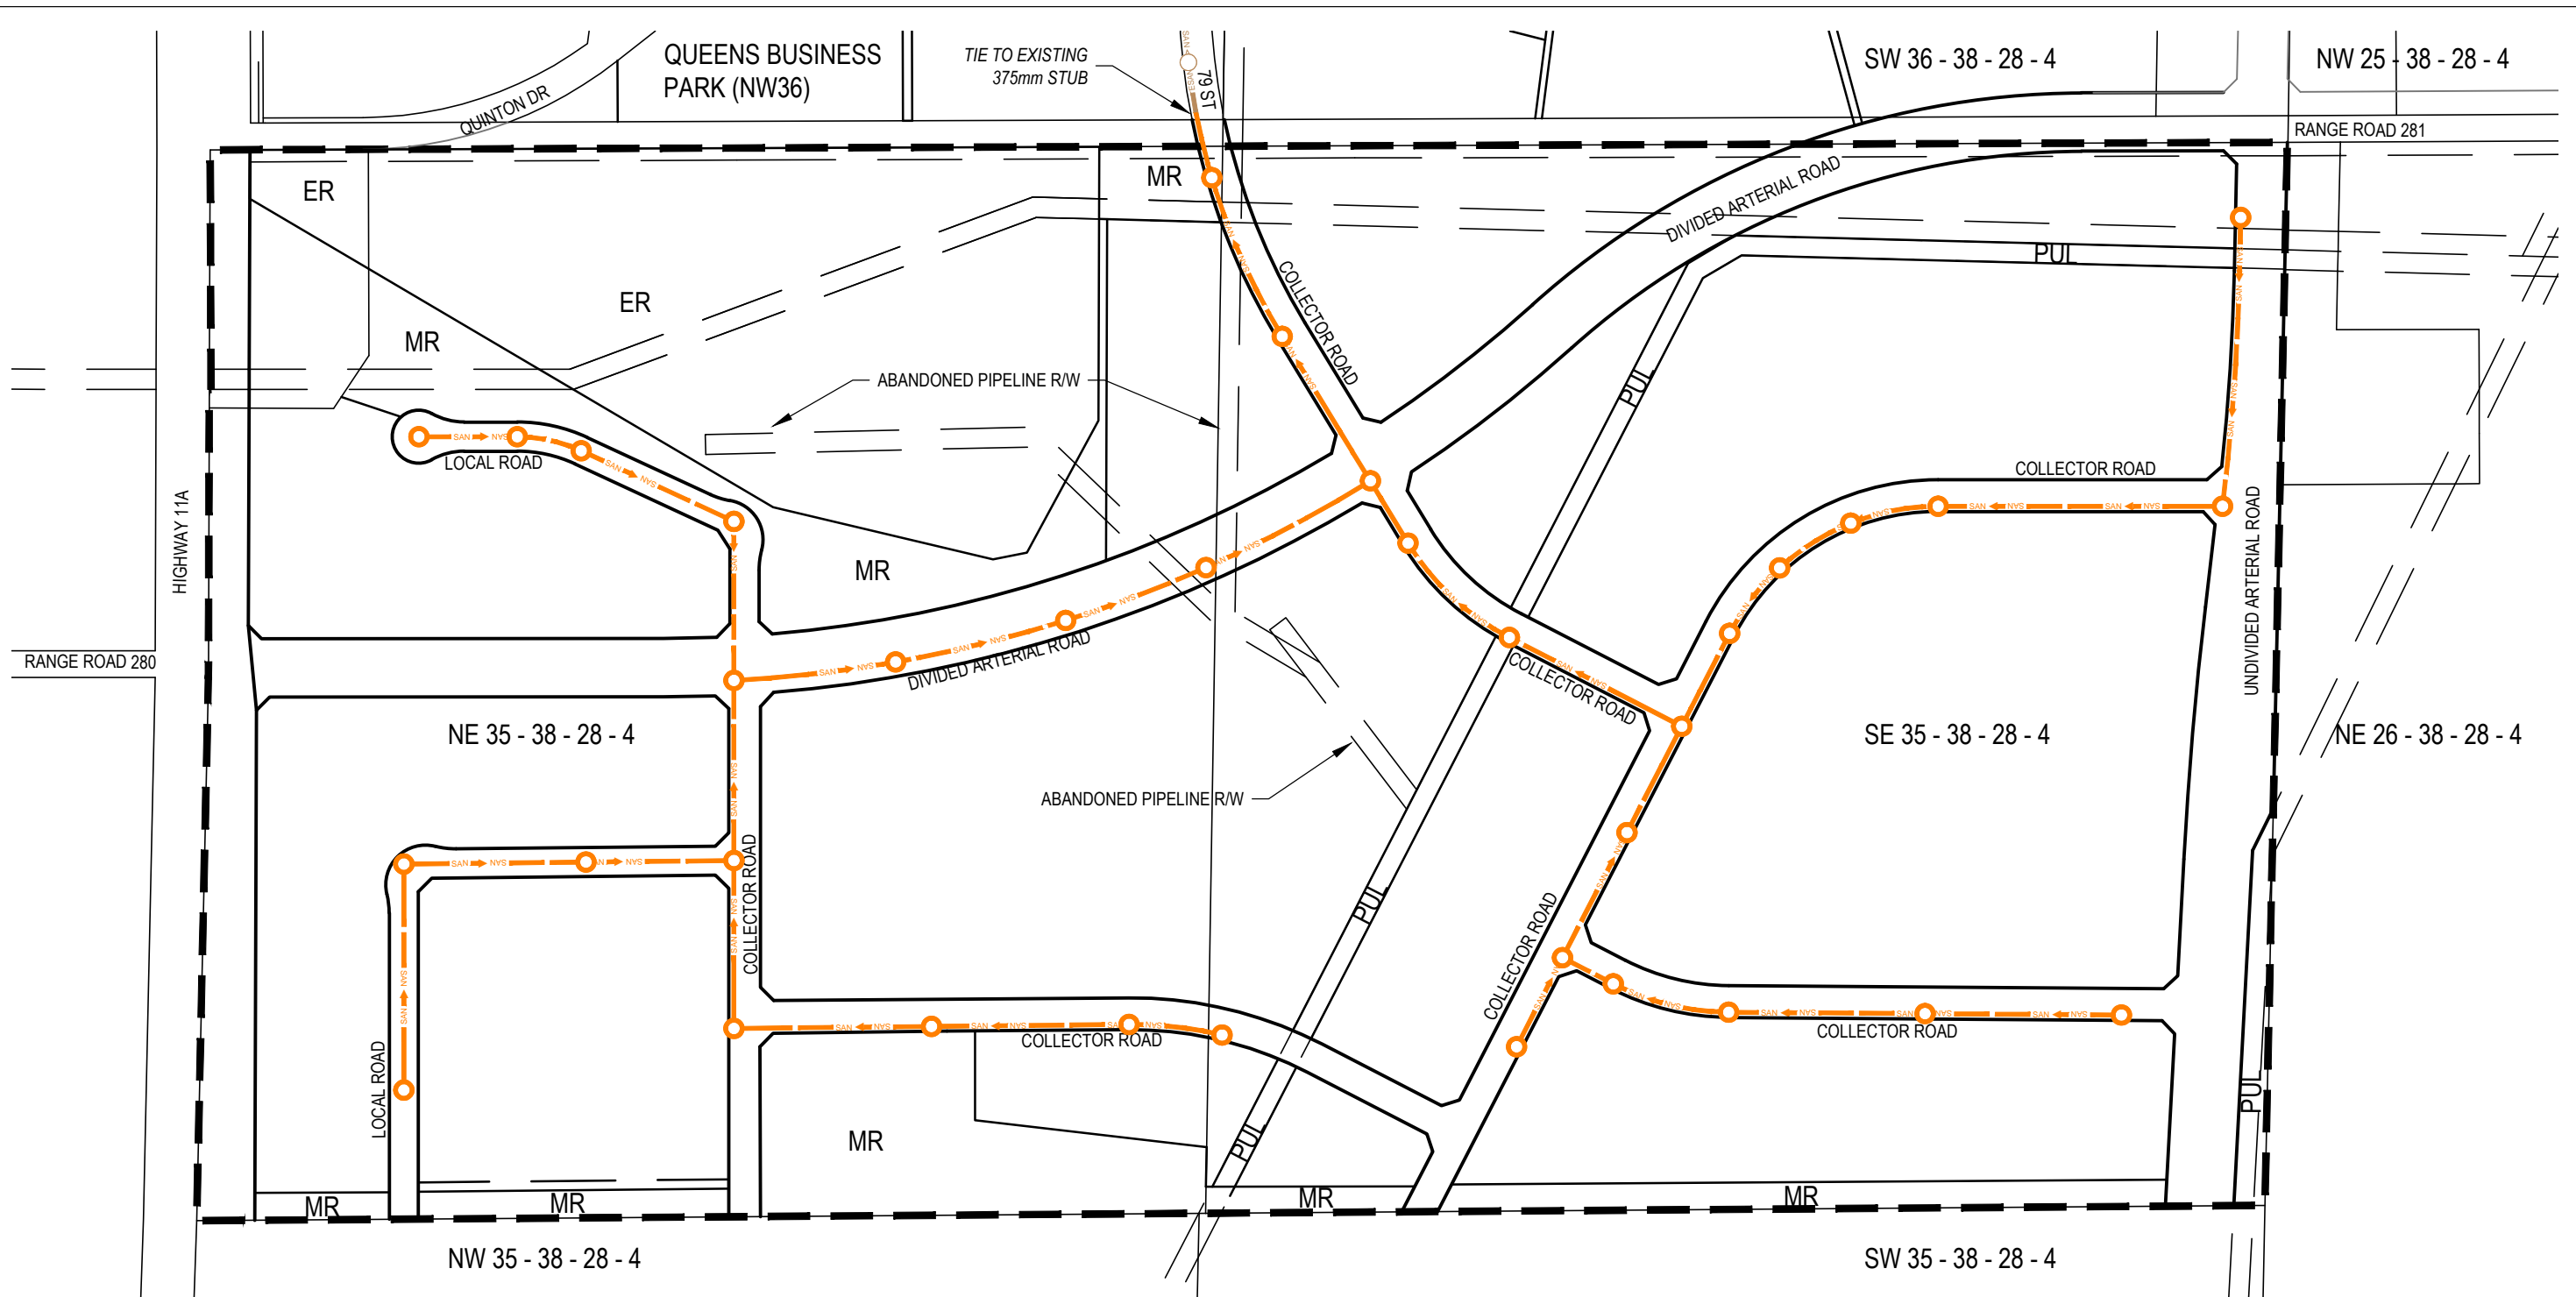 QUEENS BUSINESS
PARK (NW36)
TIE TO EXISTING
375mm STUB
SW 36 - 38 - 28 - 4
NW 25 - 38 - 28 - 4
QUINTON DR
79 ST
RANGE ROAD 281
ER
MR
DIVIDED ARTERIAL ROAD
PUL
ER
MR
COLLECTOR ROAD
ABANDONED PIPELINE R/W
PUL
LOCAL ROAD
COLLECTOR ROAD
HIGHWAY 11A
MR
UNDIVIDED ARTERIAL ROAD
RANGE ROAD 280
DIVIDED ARTERIAL ROAD
COLLECTOR ROAD
NE 35 - 38 - 28 - 4
SE 35 - 38 - 28 - 4
NE 26 - 38 - 28 - 4
ABANDONED PIPELINE R/W
COLLECTOR ROAD
PUL
COLLECTOR ROAD
COLLECTOR ROAD
COLLECTOR ROAD
LOCAL ROAD
MR
PUL
PUL
MR
MR
MR
MR
NW 35 - 38 - 28 - 4
SW 35 - 38 - 28 - 4
SAN